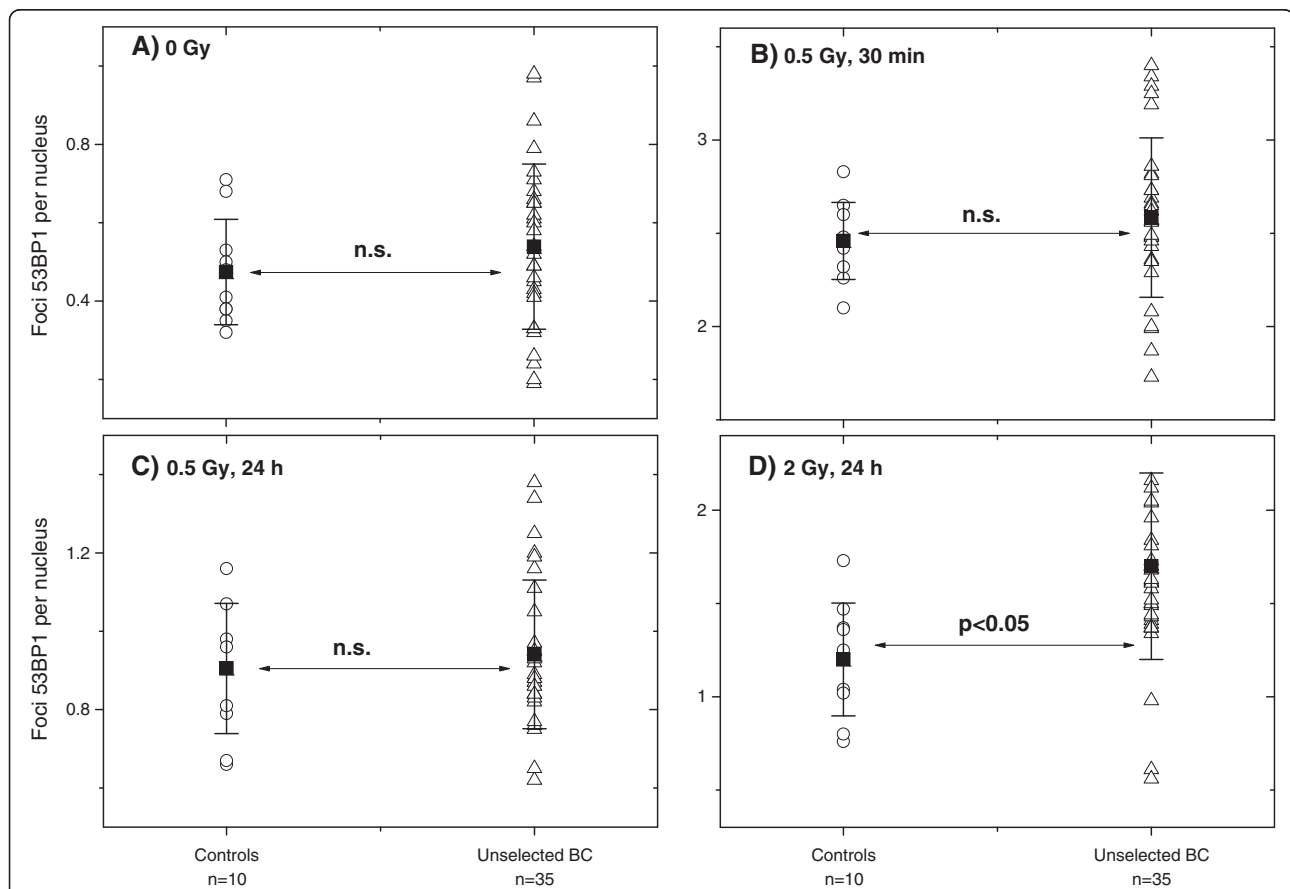 A) 0 Gy
Foci 53BP1 per nucleus
0.8
0.4
n.s.
B) 0.5 Gy, 30 min
3
2
n.s.
C) 0.5 Gy, 24 h
Foci 53BP1 per nucleus
1.2
0.8
n.s.
Controls
n=10
Unselected BC
n=35
D) 2 Gy, 24 h
2
1
p<0.05
Controls
n=10
Unselected BC
n=35